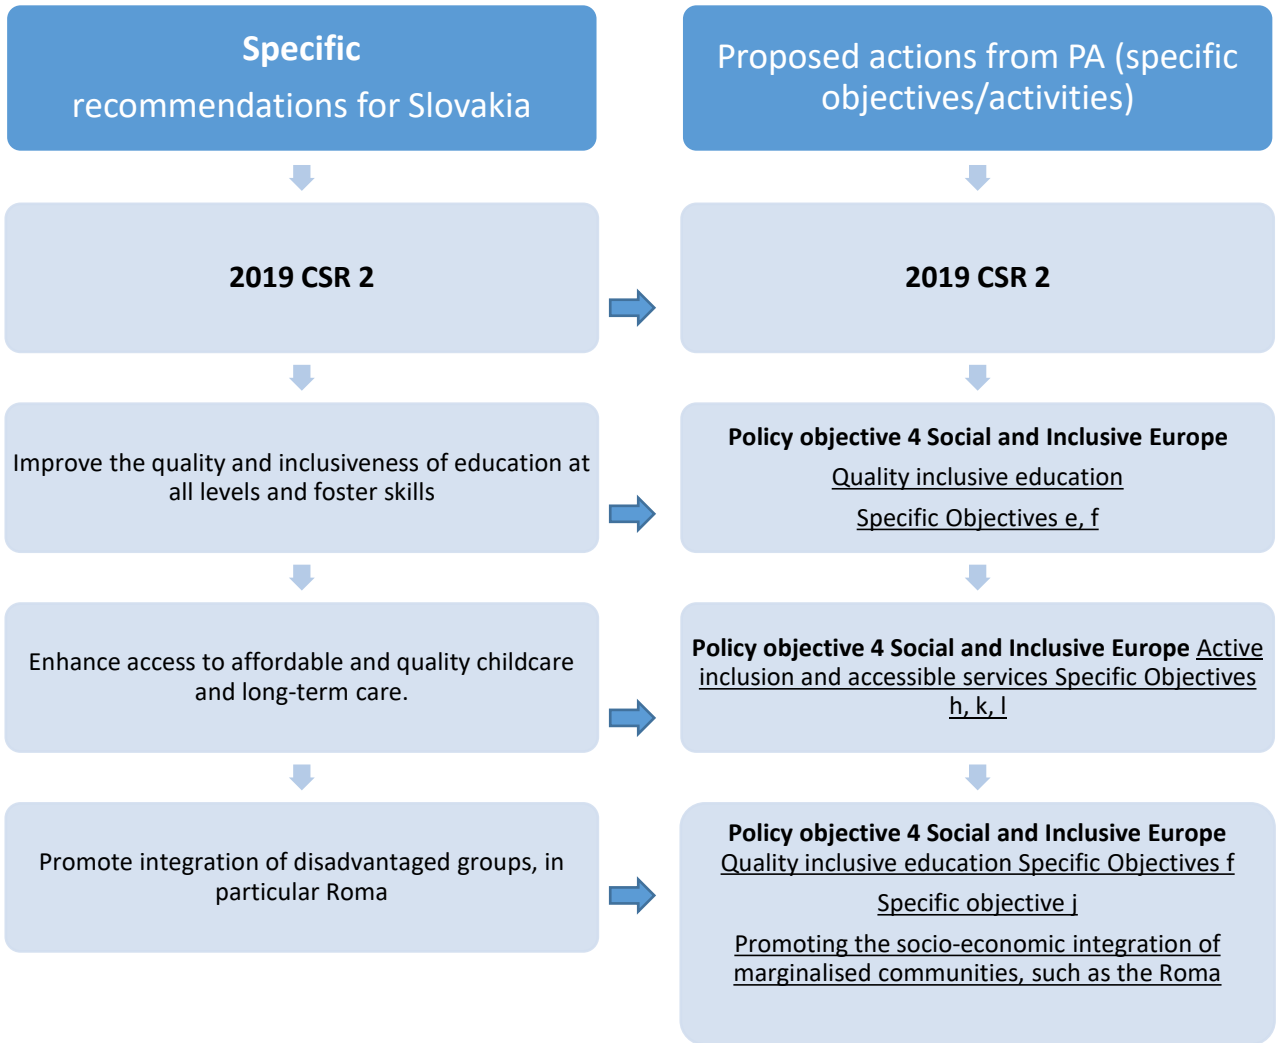 Specific
recommendations for Slovakia
Proposed actions from PA (specific
objectives/activities)
2019 CSR 2
2019 CSR 2
Improve the quality and inclusiveness of education at
all levels and foster skills
Policy objective 4 Social and Inclusive Europe
Quality inclusive education
Specific Objectives e, f
Enhance access to affordable and quality childcare
and long-term care.
Policy objective 4 Social and Inclusive Europe Active
inclusion and accessible services Specific Objectives
h, k, l
Promote integration of disadvantaged groups, in
particular Roma
Policy objective 4 Social and Inclusive Europe
Quality inclusive education Specific Objectives f
Specific objective j
Promoting the socio-economic integration of
marginalised communities, such as the Roma